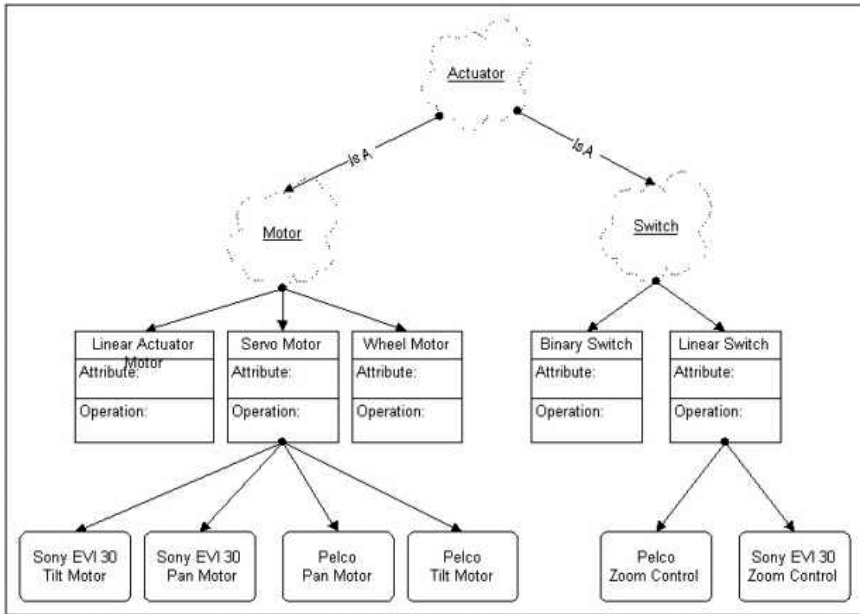 Actuator
Is A
Is A
Motor
Switch
Linear Actuator
Motor
Servo Motor
Wheel Motor
Binary Switch
Linear Switch
Attribute:
Attribute:
Attribute:
Attribute:
Attribute:
Operation:
Operation:
Operation:
Operation:
Operation:
Sony EVI 30
Tilt Motor
Sony EVI 30
Pan Motor
Pelco
Pan Motor
Pelco
Tilt Motor
Pelco
Zoom Control
Sony EVI 30
Zoom Control